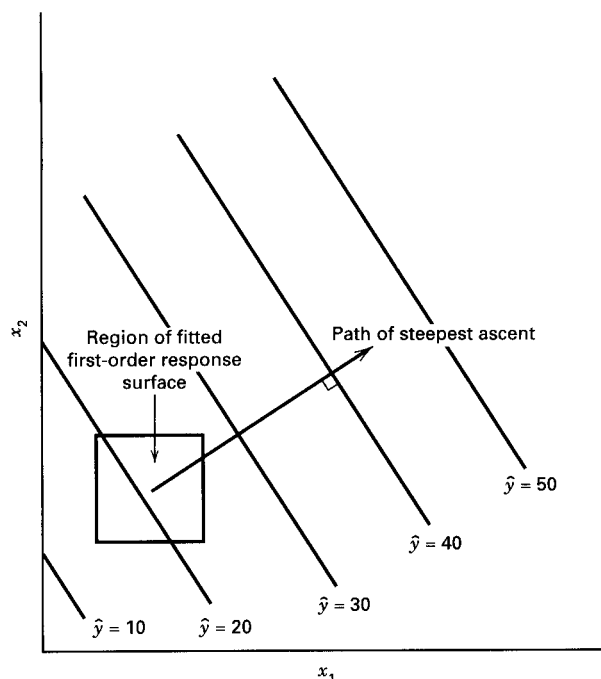 x₂
Region of fitted
first-order response
surface
Path of steepest ascent
ŷ = 50
ŷ = 40
ŷ = 30
ŷ = 20
ŷ = 10
x₁